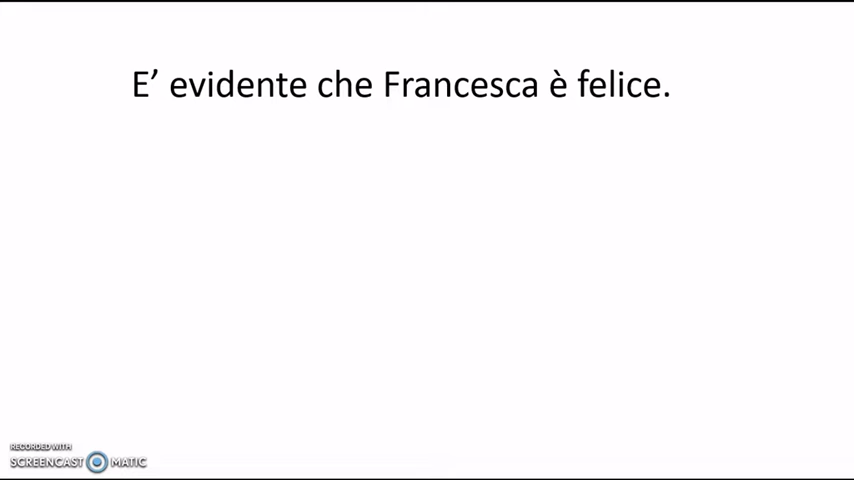 E’ evidente che Francesca è felice.
RECORDED WITH
SCREENCAST MATIC